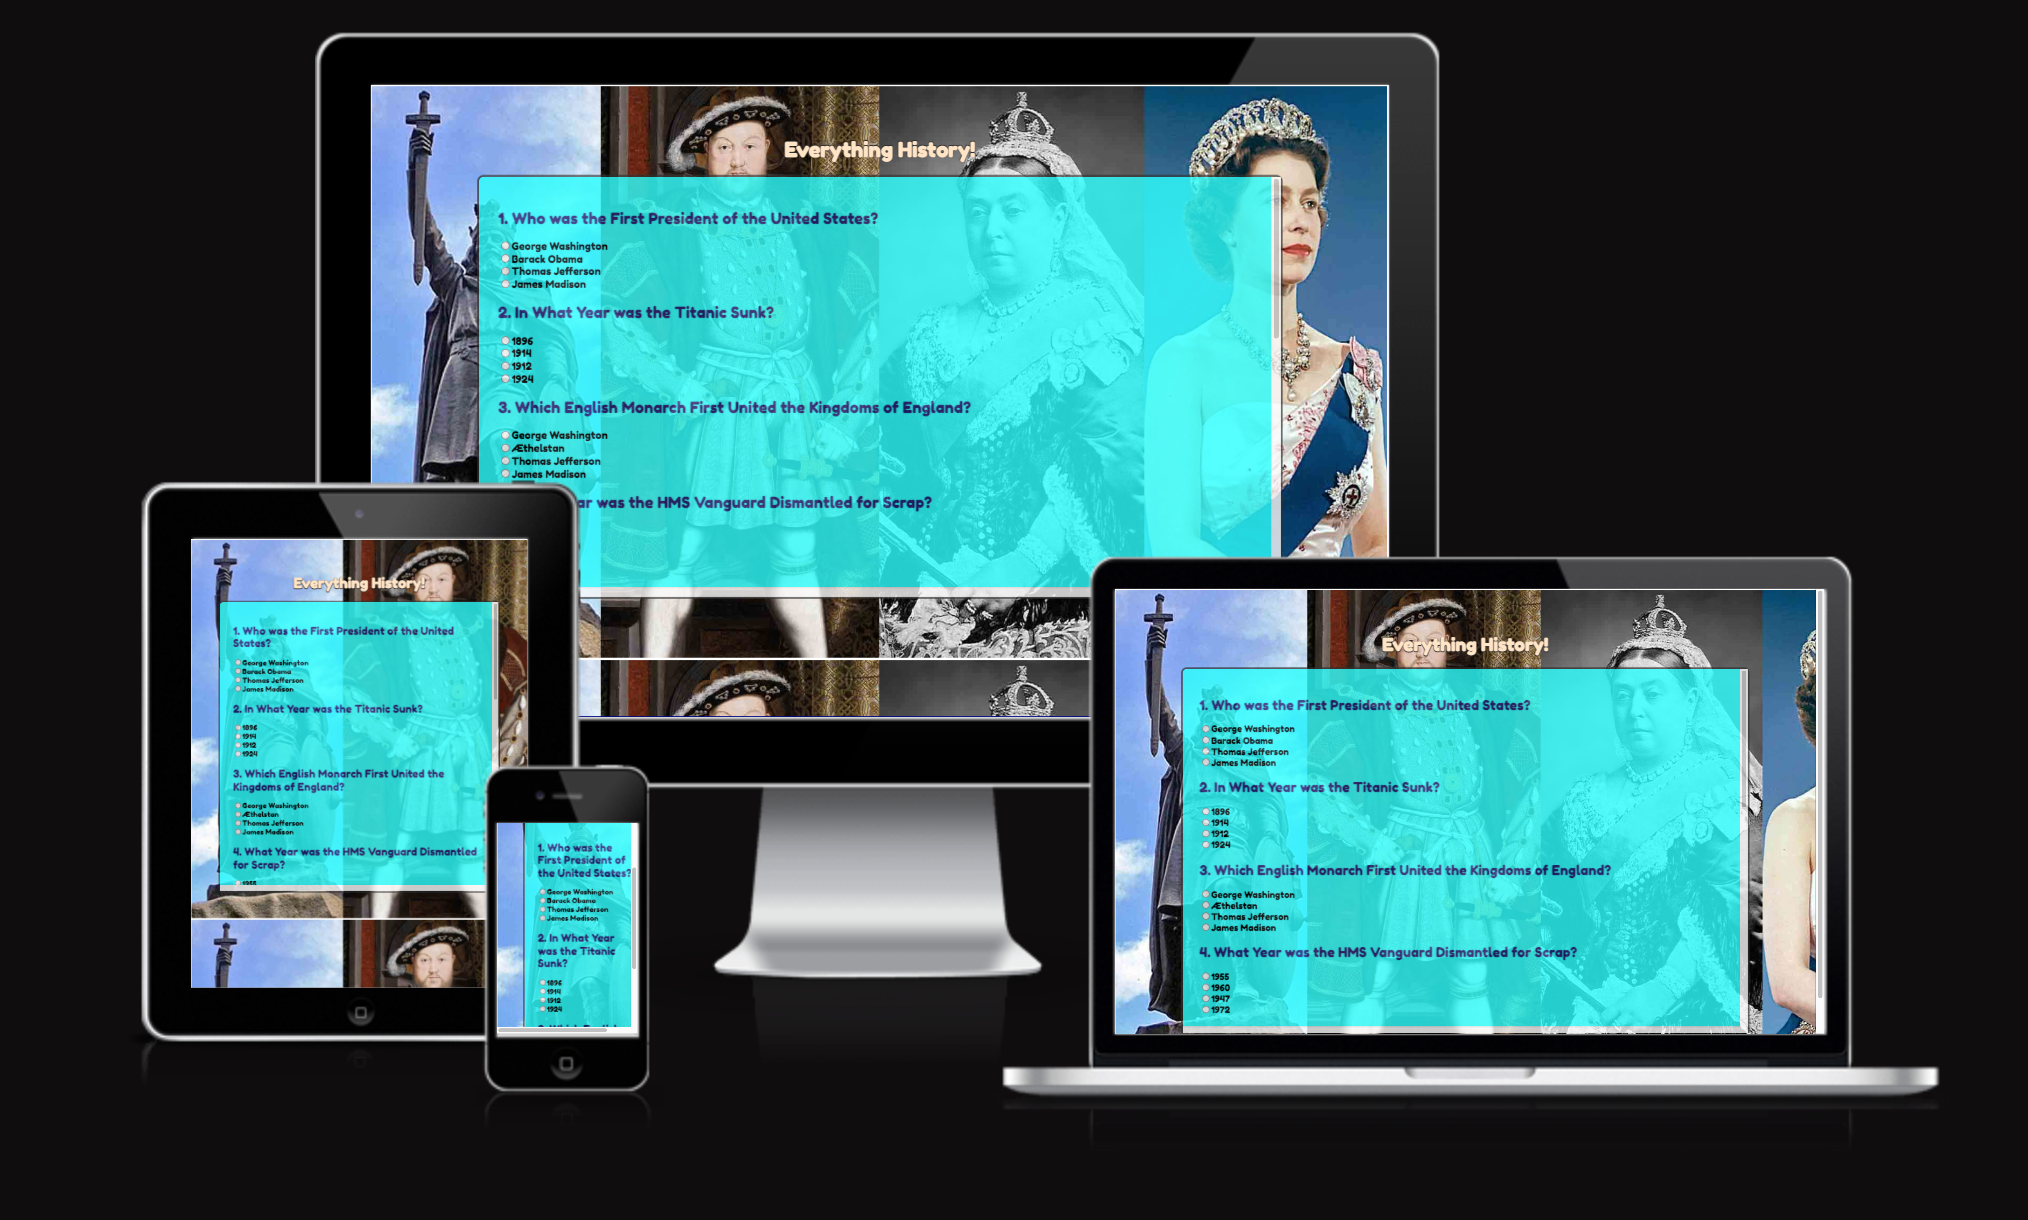 Everything History!
1. Who was the First President of the United States?
George Washington
Barack Obama
Thomas Jefferson
James Madison
2. In What Year was the Titanic Sunk?
1896
1914
1912
1924
3. Which English Monarch First United the Kingdoms of England?
George Washington
Æthelstan
Thomas Jefferson
James Madison
ar was the HMS Vanguard Dismantled for Scrap?
Everything History!
1. Who was the First President of the United
States?
George Washington
Barack Obama
Thomas Jefferson
James Madison
2. In What Year was the Titanic Sunk?
1896
1914
1912
1924
3. Which English Monarch First United the
Kingdoms of England?
George Washington
Æthelstan
Thomas Jefferson
James Madison
4. What Year was the HMS Vanguard Dismantled
for Scrap?
1. Who was the
First President of
the United States?
George Washington
Barack Obama
Thomas Jefferson
James Madison
2. In What Year
was the Titanic
Sunk?
1896
1914
1912
1924
Everything History!
1. Who was the First President of the United States?
George Washington
Barack Obama
Thomas Jefferson
James Madison
2. In What Year was the Titanic Sunk?
1896
1914
1912
1924
3. Which English Monarch First United the Kingdoms of England?
George Washington
Æthelstan
Thomas Jefferson
James Madison
4. What Year was the HMS Vanguard Dismantled for Scrap?
1955
1960
1947
1972